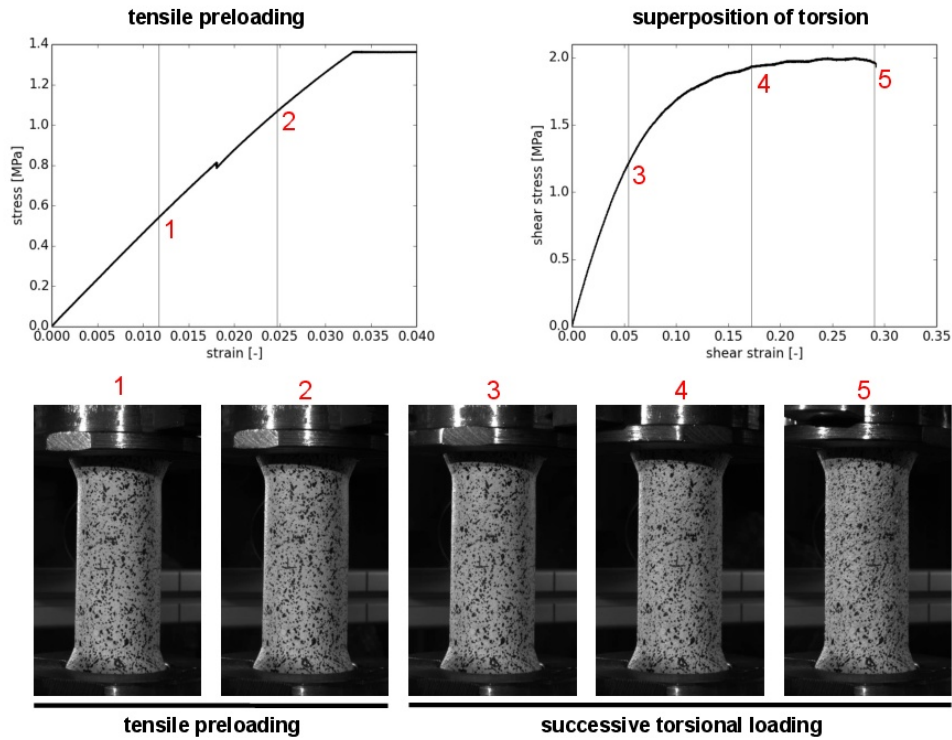 tensile preloading
superposition of torsion
1.4
1.2
1.0
0.8
0.6
0.4
0.2
0.0
stress [MPa]
1
2
0.000 0.005 0.010 0.015 0.020 0.025 0.030 0.035 0.040
strain [-]
2.0
1.5
1.0
0.5
0.0
shear stress [MPa]
3
4
5
0.00 0.05 0.10 0.15 0.20 0.25 0.30 0.35
shear strain [-]
1 2 3 4 5
tensile preloading
successive torsional loading